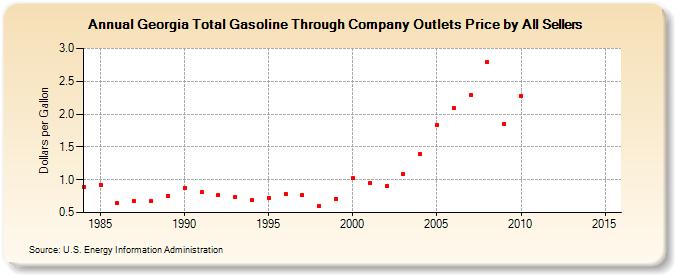 Annual Georgia Total Gasoline Through Company Outlets Price by All Sellers
Dollars per Gallon
3.0
2.5
2.0
1.5
1.0
0.5
1985 1990 1995 2000 2005 2010 2015
Source: U.S. Energy Information Administration